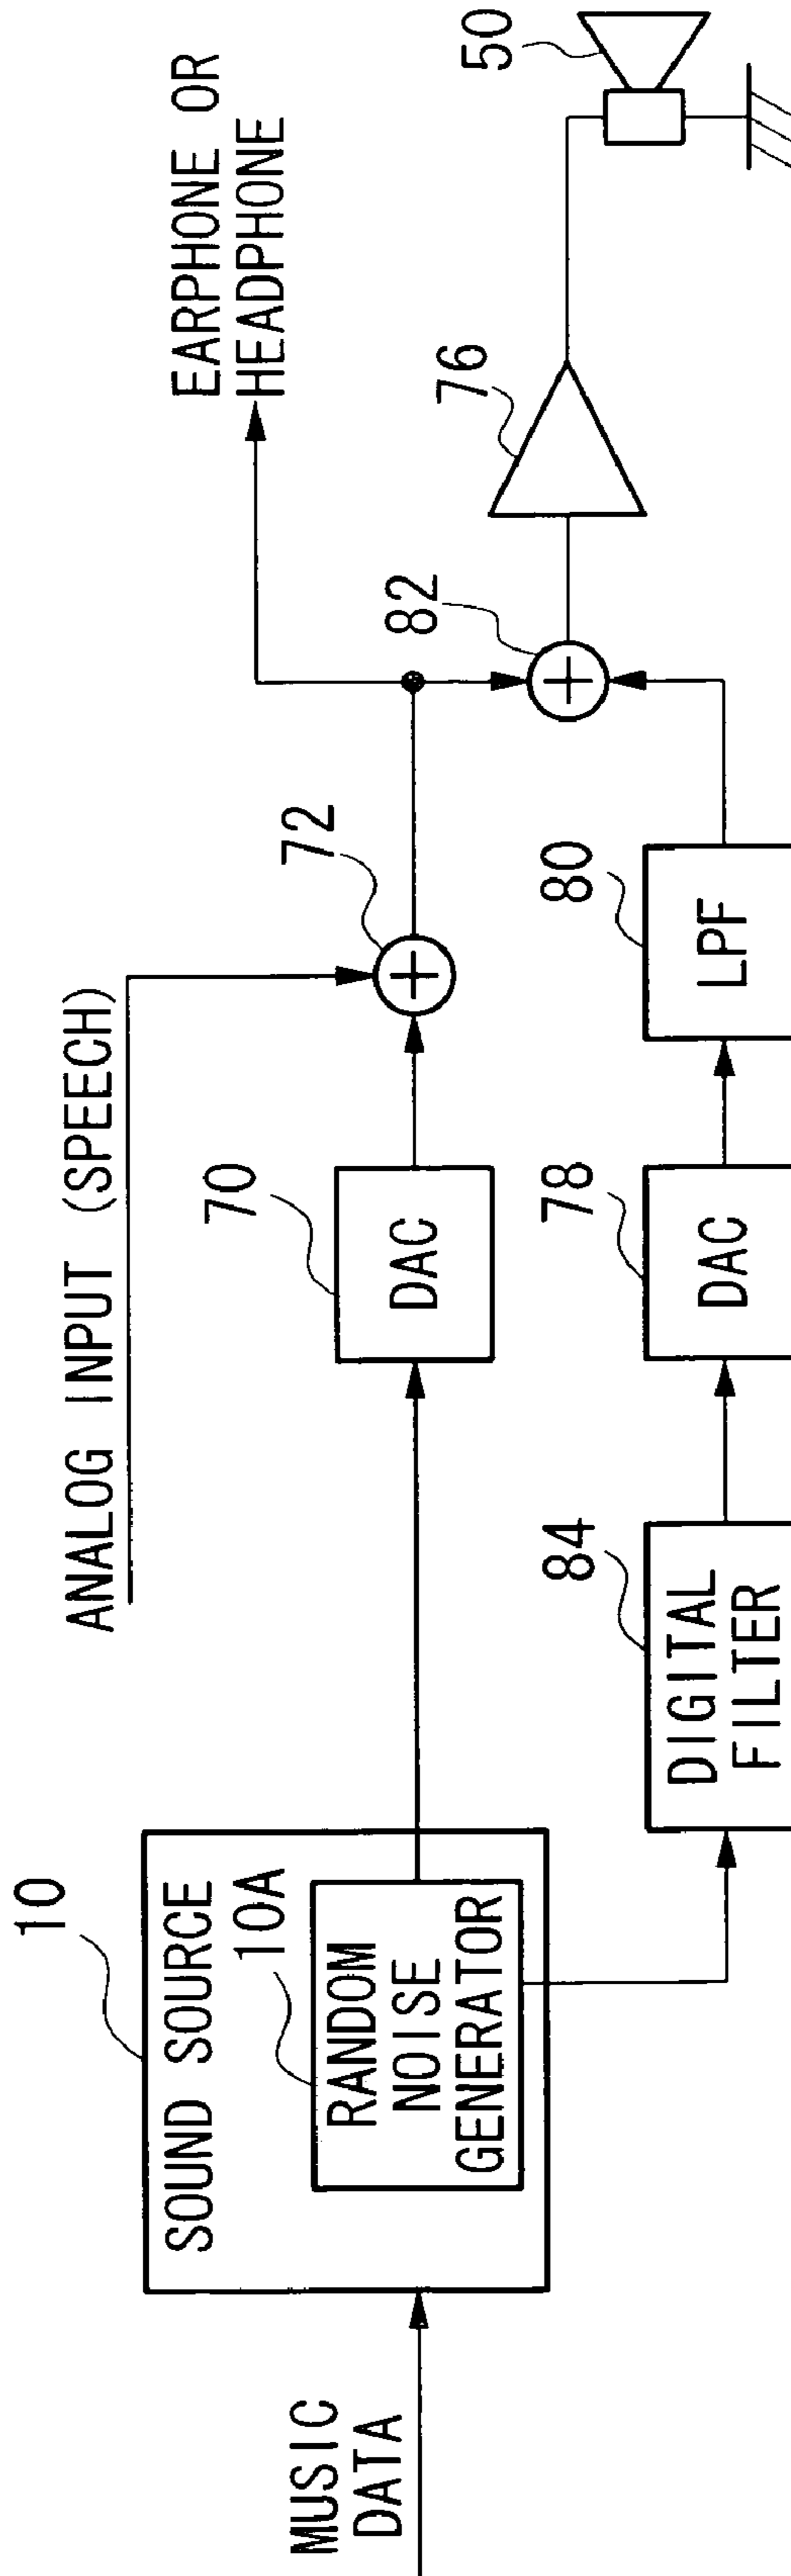 MUSIC
DATA
10
SOUND SOURCE
10A
RANDOM
NOISE
GENERATOR
ANALOG INPUT (SPEECH)
70
DAC
72
EARPHONE OR
HEADPHONE
82
76
50
84
DIGITAL
FILTER
78
DAC
80
LPF